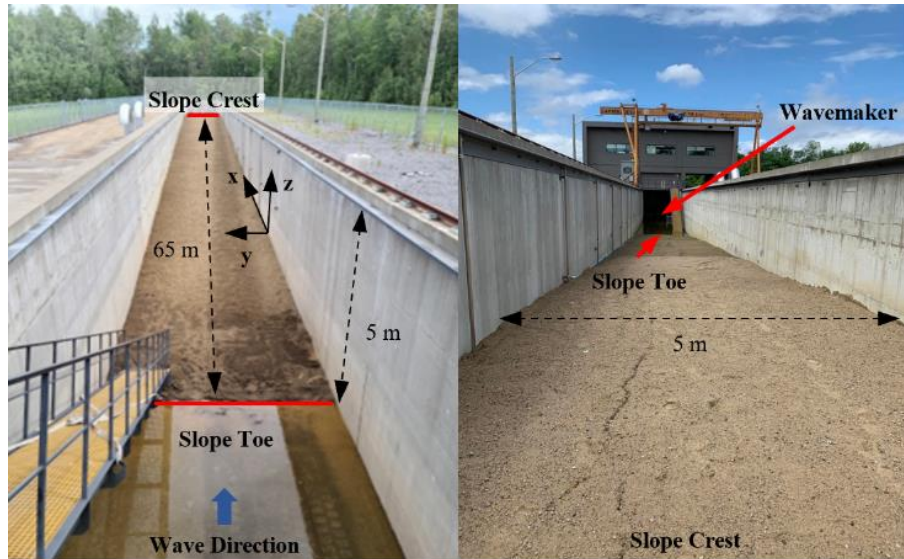 Slope Crest
x
z
y
65 m
5 m
Slope Toe
Wave Direction
Wavemaker
Slope Toe
5 m
Slope Crest